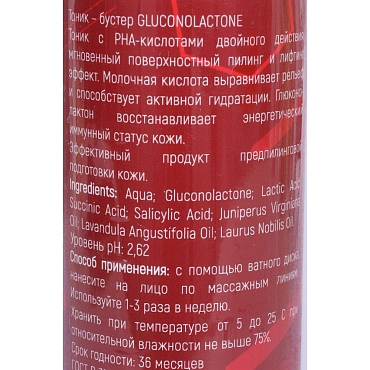 Тоник - бустер GLUCONOLACTONE
Тоник с PHA-кислотами двойного действия
мгновенный поверхностный пилинг и лифтинг
эффект. Молочная кислота выравнивает рельеф
и способствует активной гидратации. Глюконо-
лактон восстанавливает энергетический
иммунный статус кожи.
Эффективный продукт предпилинговой
подготовки кожи.
Ingredients: Aqua; Gluconolactone; Lactic Acid
Succinic Acid; Salicylic Acid; Juniperus Virginiana
Oil; Lavandula Angustifolia Oil; Laurus Nobilis Oil.
Уровень pH: 2,62
Способ применения: с помощью ватного диска
нанести на лицо по массажным линиям.
Используйте 1-3 раза в неделю.
Хранить при температуре от 5 до 25 С при
относительной влажности не выше 75%.
Срок годности: 36 месяцев
ГОСТ